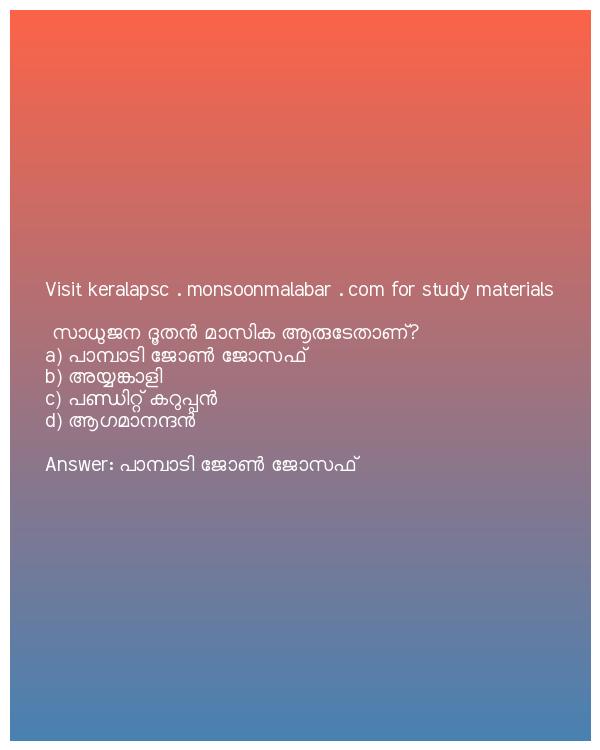 Visit keralapsc . monsoonmalabar . com for study materials
സാധുജന ദൂതൻ മാസിക ആരുടേതാണ്?
a) പാമ്പാടി ജോൺ ജോസഫ്
b) അയ്യങ്കാളി
c) പണ്ഡിറ്റ് കറുപ്പൻ
d) ആഗമാനന്ദൻ
Answer: പാമ്പാടി ജോൺ ജോസഫ്